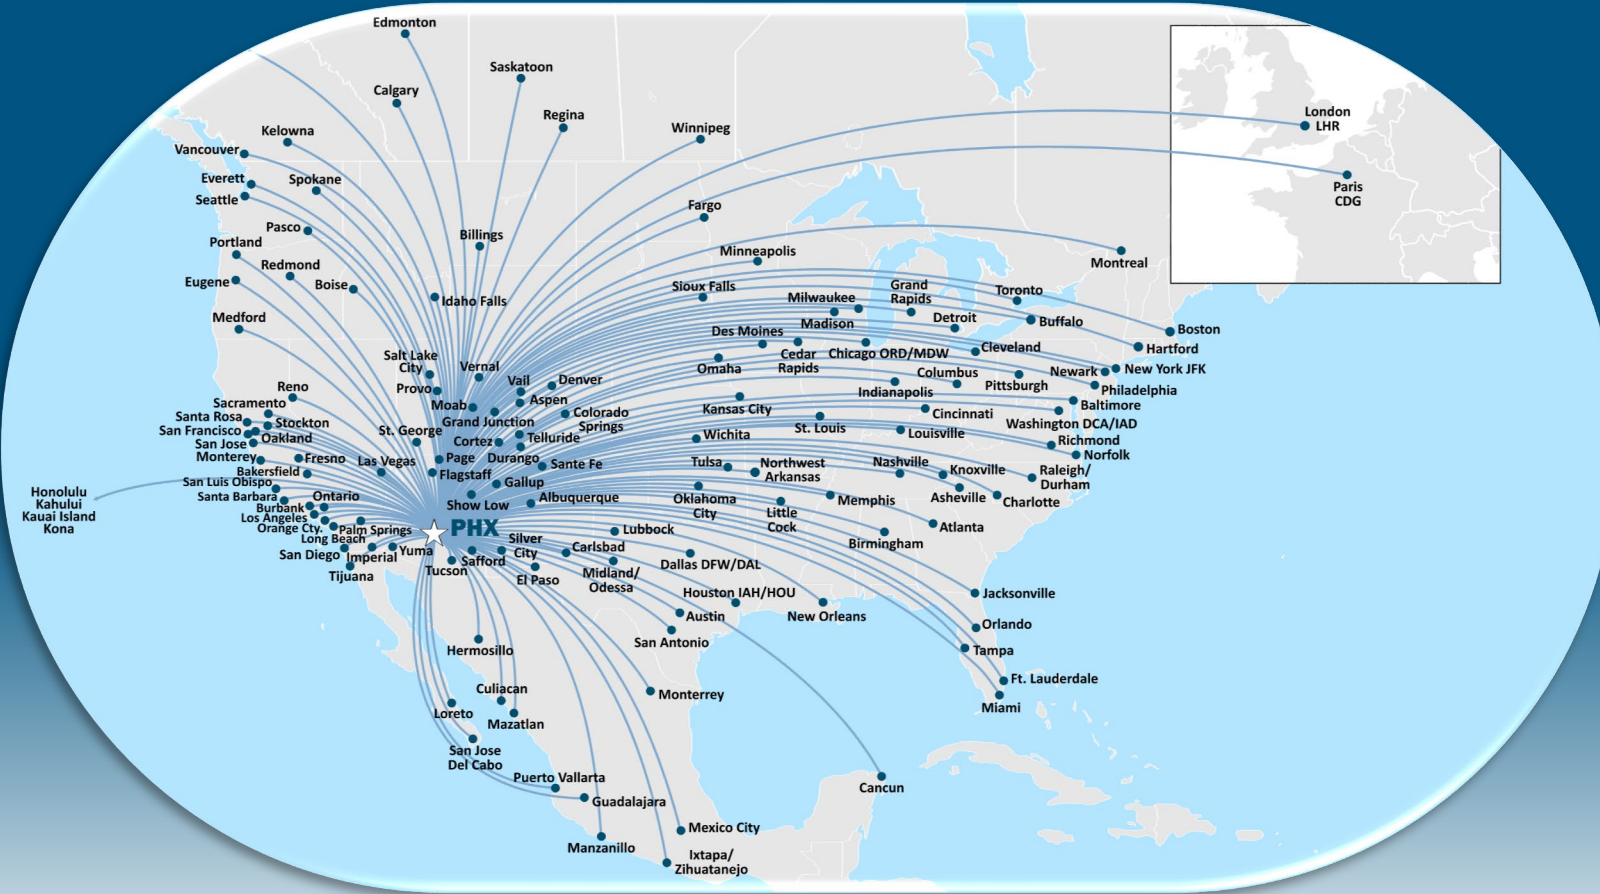 Edmonton
Saskatoon
Calgary
Regina
Winnipeg
Kelowna
Vancouver
London
LHR
Paris
CDG
Everett
Spokane
Seattle
Fargo
Pasco
Billings
Portland
Minneapolis
Montreal
Redmond
Eugene
Boise
Idaho Falls
Sioux Falls
Milwaukee
Grand
Rapids
Toronto
Medford
Madison
Detroit
Buffalo
Boston
Des Moines
Salt Lake
City
Vernal
Cedar
Rapids
Chicago ORD/MDW
Cleveland
Hartford
Omaha
Vail
Denver
Columbus
Newark
New York JFK
Provo
Indianapolis
Pittsburgh
Philadelphia
Reno
Moab
Aspen
Kansas City
Baltimore
Sacramento
Grand Junction
Colorado
Springs
Cincinnati
Washington DCA/IAD
Santa Rosa
Stockton
St. George
St. Louis
San Francisco
Oakland
Cortez
Telluride
Wichita
Louisville
Richmond
San Jose
Norfolk
Monterey
Fresno
Las Vegas
Page
Durango
Sante Fe
Tulsa
Northwest
Arkansas
Nashville
Knoxville
Raleigh/
Durham
Bakersfield
Flagstaff
San Luis Obispo
Gallup
Honolulu
Kahului
Kauai Island
Kona
Santa Barbara
Ontario
Show Low
Albuquerque
Oklahoma
City
Little
Cock
Memphis
Asheville
Charlotte
Burbank
Los Angeles
Orange Cty.
Palm Springs
PHX
Long Beach
Lubbock
Atlanta
Birmingham
San Diego
Imperial
Yuma
Silver
City
Carlsbad
Tijuana
Tucson
Safford
El Paso
Midland/
Odessa
Dallas DFW/DAL
Houston IAH/HOU
Jacksonville
Austin
New Orleans
Orlando
San Antonio
Hermosillo
Tampa
Ft. Lauderdale
Culiacan
Monterrey
Miami
Loreto
Mazatlan
San Jose
Del Cabo
Puerto Vallarta
Cancun
Guadalajara
Mexico City
Manzanillo
Ixtapa/
Zihuatanejo